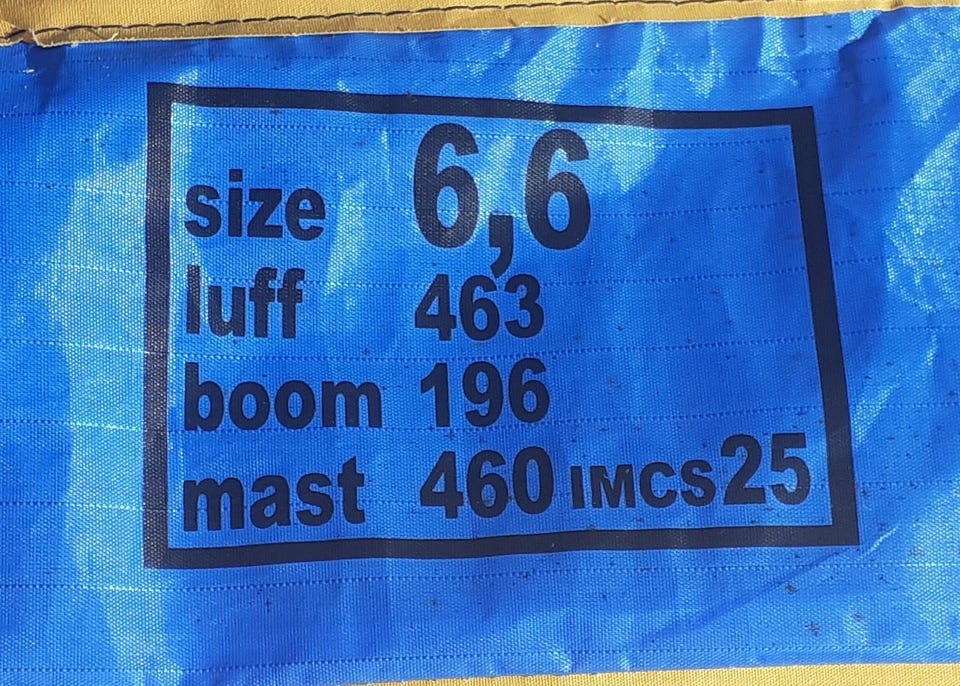 size 6,6
luff 463
boom 196
mast 460 IMCS25